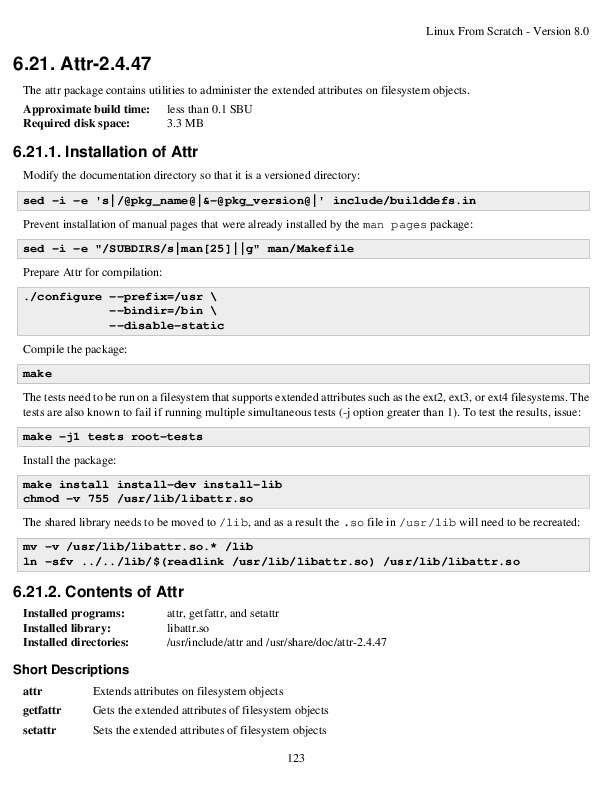 Linux From Scratch - Version 8.0
6.21. Attr-2.4.47
The attr package contains utilities to administer the extended attributes on filesystem objects.
Approximate build time: less than 0.1 SBU
Required disk space: 3.3 MB
6.21.1. Installation of Attr
Modify the documentation directory so that it is a versioned directory:
sed -i -e 's|/@pkg_name@|&-@pkg_version@|' include/builddefs.in
Prevent installation of manual pages that were already installed by the man pages package:
sed -i -e "/SUBDIRS/s|man[25]||g" man/Makefile
Prepare Attr for compilation:
./configure --prefix=/usr \
--bindir=/bin \
--disable-static
Compile the package:
make
The tests need to be run on a filesystem that supports extended attributes such as the ext2, ext3, or ext4 filesystems. The
tests are also known to fail if running multiple simultaneous tests (-j option greater than 1). To test the results, issue:
make -j1 tests root-tests
Install the package:
make install install-dev install-lib
chmod -v 755 /usr/lib/libattr.so
The shared library needs to be moved to /lib, and as a result the .so file in /usr/lib will need to be recreated:
mv -v /usr/lib/libattr.so.* /lib
ln -sfv ../../lib/$(readlink /usr/lib/libattr.so) /usr/lib/libattr.so
6.21.2. Contents of Attr
Installed programs: attr, getfattr, and setattr
Installed library: libattr.so
Installed directories: /usr/include/attr and /usr/share/doc/attr-2.4.47
Short Descriptions
attr Extends attributes on filesystem objects
getfattr Gets the extended attributes of filesystem objects
setattr Sets the extended attributes of filesystem objects
123